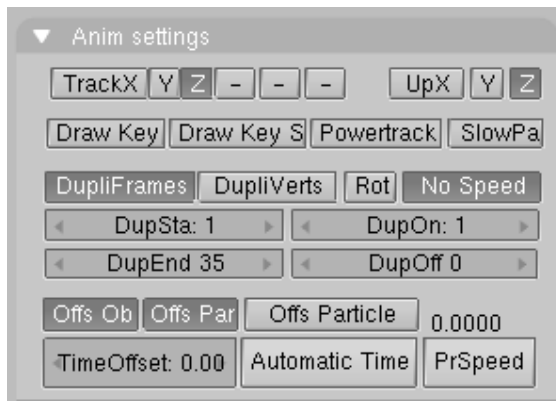 Anim settings
TrackX Y Z - - - UpX Y Z
Draw Key Draw Key S Powertrack SlowPa
DupliFrames DupliVerts Rot No Speed
DupSta: 1 DupOn: 1
DupEnd 35 DupOff 0
Offs Ob Offs Par Offs Particle 0.0000
TimeOffset: 0.00 Automatic Time PrSpeed